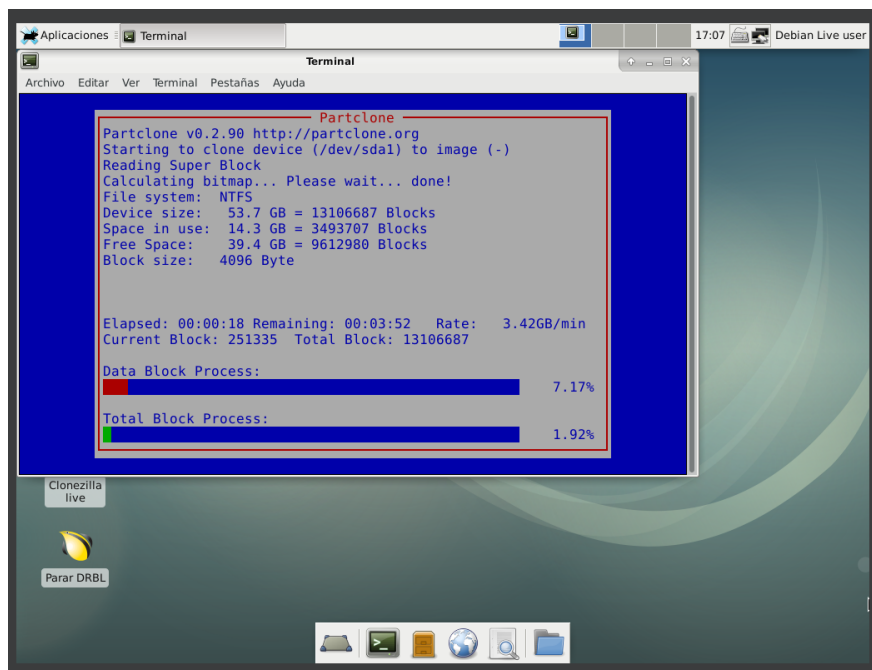 Aplicaciones Terminal 17:07 Debian Live user
Terminal
Archivo Editar Ver Terminal Pestañas Ayuda
Partclone
Partclone v0.2.90 http://partclone.org
Starting to clone device (/dev/sda1) to image (-)
Reading Super Block
Calculating bitmap... Please wait... done!
File system: NTFS
Device size: 53.7 GB = 13106687 Blocks
Space in use: 14.3 GB = 3493707 Blocks
Free Space: 39.4 GB = 9612980 Blocks
Block size: 4096 Byte
Elapsed: 00:00:18 Remaining: 00:03:52 Rate: 3.42GB/min
Current Block: 251335 Total Block: 13106687
Data Block Process:
7.17%
Total Block Process:
1.92%
Clonezilla
live
Parar DRBL